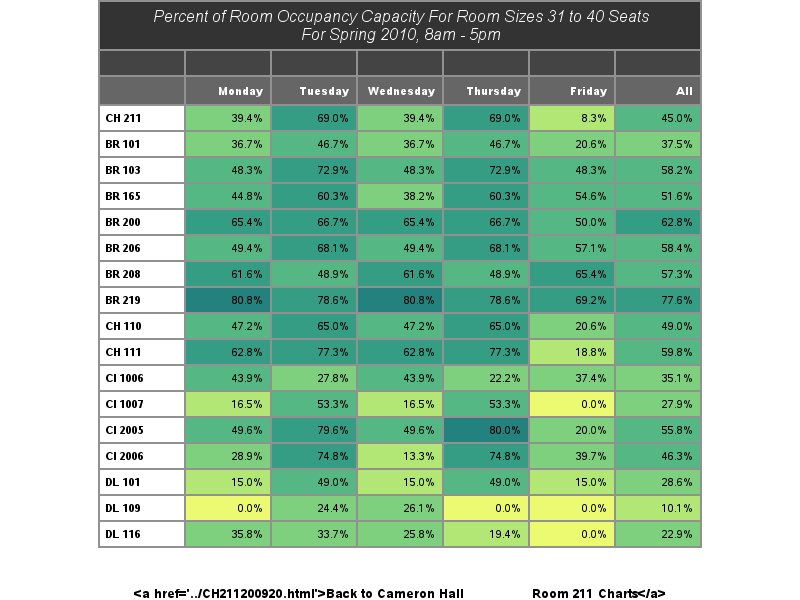 Percent of Room Occupancy Capacity For Room Sizes 31 to 40 Seats
For Spring 2010, 8am - 5pm
Monday Tuesday Wednesday Thursday Friday All
CH 211 39.4% 69.0% 39.4% 69.0% 8.3% 45.0%
BR 101 36.7% 46.7% 36.7% 46.7% 20.6% 37.5%
BR 103 48.3% 72.9% 48.3% 72.9% 48.3% 58.2%
BR 165 44.8% 60.3% 38.2% 60.3% 54.6% 51.6%
BR 200 65.4% 66.7% 65.4% 66.7% 50.0% 62.8%
BR 206 49.4% 68.1% 49.4% 68.1% 57.1% 58.4%
BR 208 61.6% 48.9% 61.6% 48.9% 65.4% 57.3%
BR 219 80.8% 78.6% 80.8% 78.6% 69.2% 77.6%
CH 110 47.2% 65.0% 47.2% 65.0% 20.6% 49.0%
CH 111 62.8% 77.3% 62.8% 77.3% 18.8% 59.8%
CI 1006 43.9% 27.8% 43.9% 22.2% 37.4% 35.1%
CI 1007 16.5% 53.3% 16.5% 53.3% 0.0% 27.9%
CI 2005 49.6% 79.6% 49.6% 80.0% 20.0% 55.8%
CI 2006 28.9% 74.8% 13.3% 74.8% 39.7% 46.3%
DL 101 15.0% 49.0% 15.0% 49.0% 15.0% 28.6%
DL 109 0.0% 24.4% 26.1% 0.0% 0.0% 10.1%
DL 116 35.8% 33.7% 25.8% 19.4% 0.0% 22.9%
<a href='../CH211200920.html'>Back to Cameron Hall Room 211 Charts</a>